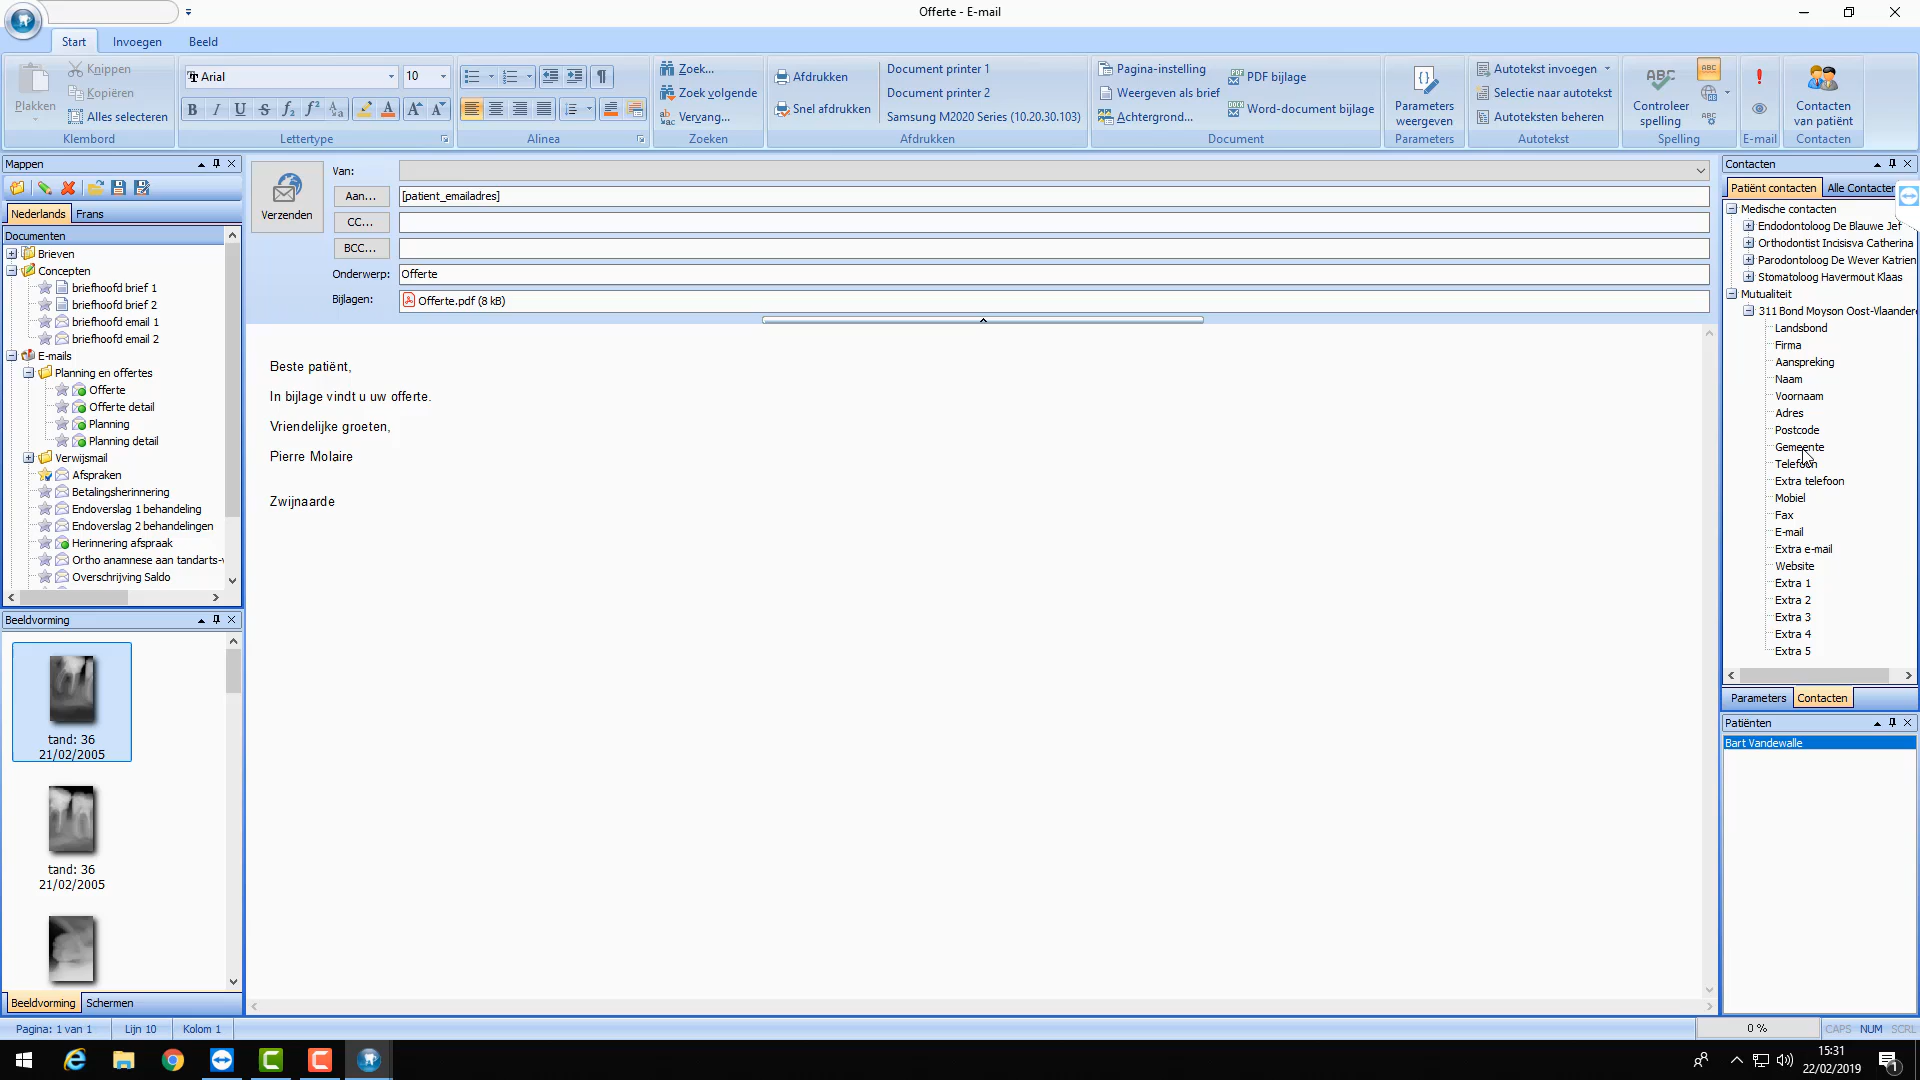 Offerte - E-mail
Start Invoegen Beeld
Plakken
Knippen
Kopiëren
Alles selecteren
Klembord
Arial 10
Lettertype
Alinea
Zoek...
Zoek volgende
Vervang...
Zoeken
Afdrukken
Snel afdrukken
Document printer 1
Document printer 2
Samsung M2020 Series (10.20.30.103)
Afdrukken
Pagina-instelling
Weergeven als brief
Achtergrond...
PDF bijlage
Word-document bijlage
Document
Parameters
weergeven
Parameters
Autotekst invoegen
Selectie naar autotekst
Autoteksten beheren
Autotekst
Controleer
spelling
Spelling
E-mail
Contacten
van patiënt
Contacten
Mappen
Nederlands Frans
Documenten
Brieven
Concepten
briefhoofd brief 1
briefhoofd brief 2
briefhoofd email 1
briefhoofd email 2
E-mails
Planning en offertes
Offerte
Offerte detail
Planning
Planning detail
Verwijsmail
Afspraken
Betalingsherinnering
Endoverslag 1 behandeling
Endoverslag 2 behandelingen
Herinnering afspraak
Ortho anamnese aan tandarts-
Overschrijving Saldo
Beeldvorming
tand: 36
21/02/2005
tand: 36
21/02/2005
Beeldvorming Schermen
Verzenden
Van:
Aan... [patient_emailadres]
CC...
BCC...
Onderwerp: Offerte
Bijlagen: Offerte.pdf (8 kB)
Beste patiënt,
In bijlage vindt u uw offerte.
Vriendelijke groeten,
Pierre Molaire
Zwijnaarde
Contacten
Patiënt contacten Alle Contacten
Medische contacten
Endodontoloog De Blauwe Jef
Orthodontist Incisisva Catherina
Parodontoloog De Wever Katrien
Stomatoloog Havermout Klaas
Mutualiteit
311 Bond Moyson Oost-Vlaandere
Landsbond
Firma
Aanspreking
Naam
Voornaam
Adres
Postcode
Gemeente
Telefoon
Extra telefoon
Mobiel
Fax
E-mail
Extra e-mail
Website
Extra 1
Extra 2
Extra 3
Extra 4
Extra 5
Parameters Contacten
Patiënten
Bart Vandewalle
Pagina: 1 van 1 Lijn 10 Kolom 1 0 % CAPS NUM SCRL
15:31
22/02/2019
1